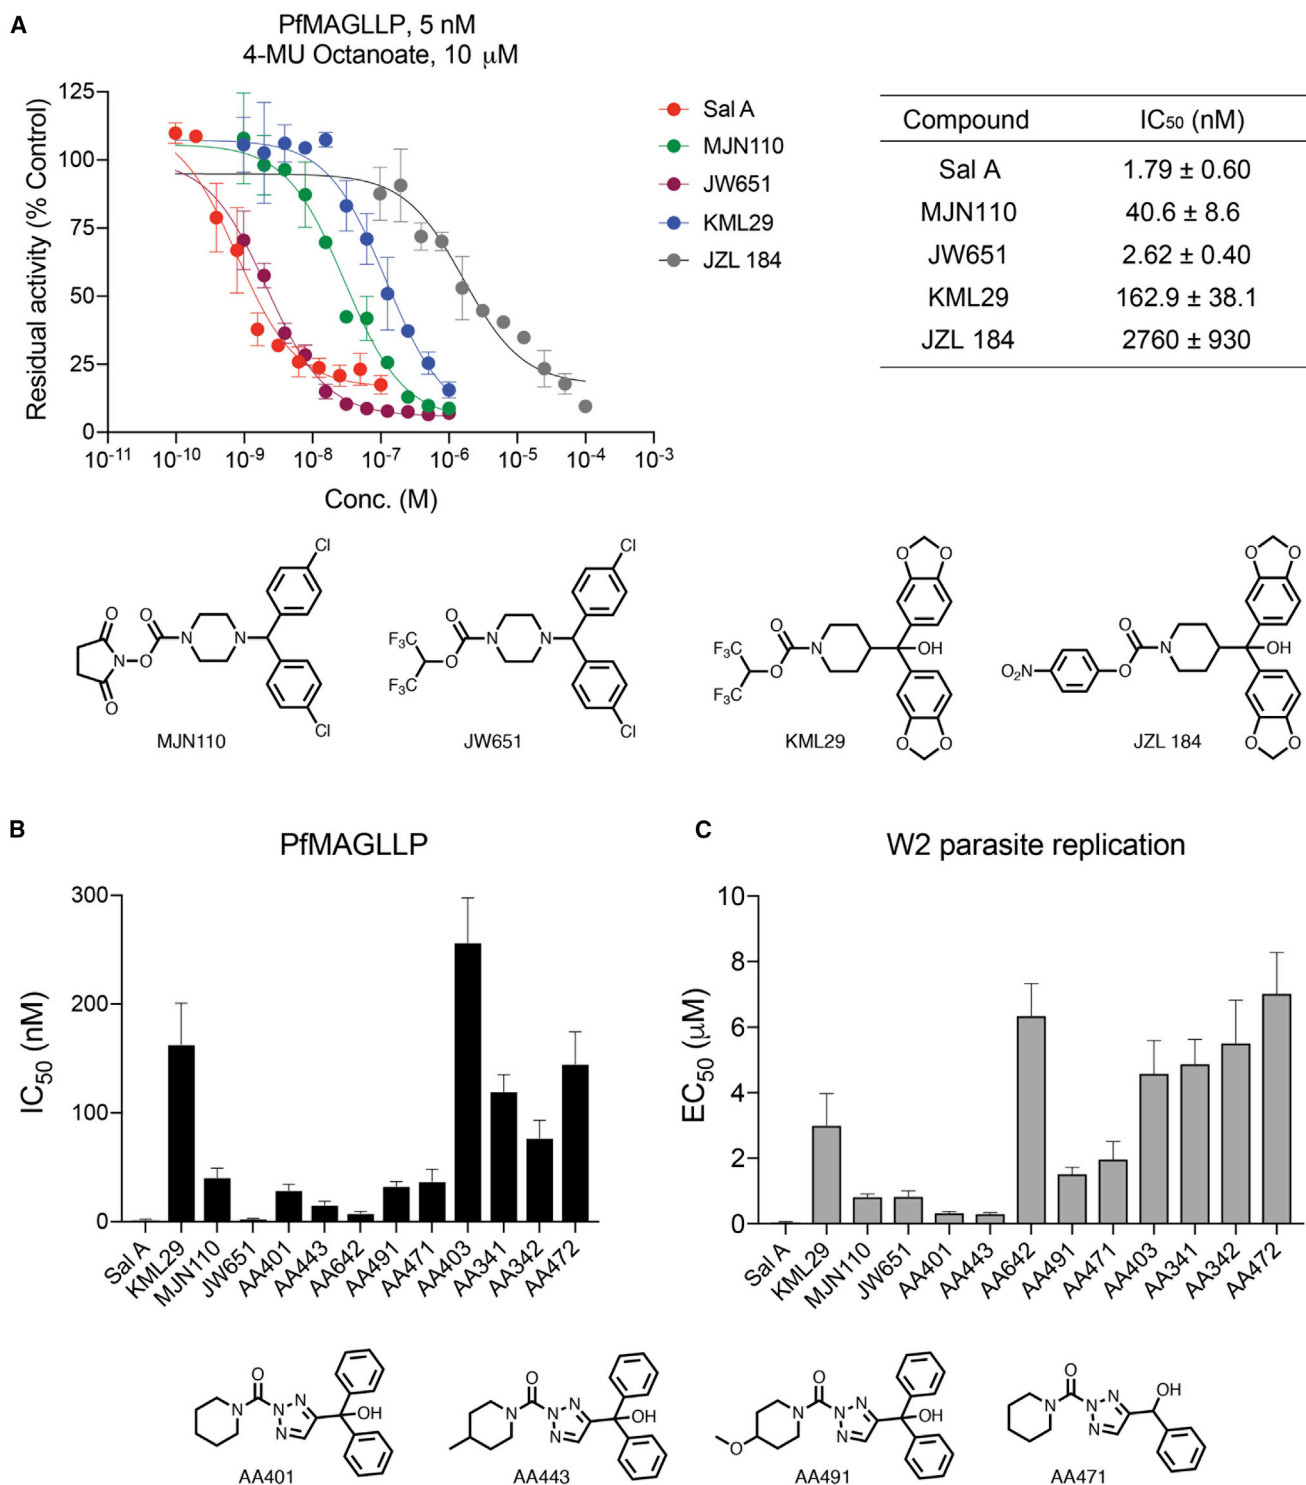 A
PfMAGLLP, 5 nM
4-MU Octanoate, 10 μM
Residual activity (% Control)
125
100
75
50
25
0
10-11
10-10
10-9
10-8
10-7
10-6
10-5
10-4
10-3
Conc. (M)
Sal A
MJN110
JW651
KML29
JZL 184
Compound IC50 (nM)
Sal A 1.79 ± 0.60
MJN110 40.6 ± 8.6
JW651 2.62 ± 0.40
KML29 162.9 ± 38.1
JZL 184 2760 ± 930
O
N
O
O
O
N
N
Cl
Cl
MJN110
F3C
F3C
O
O
N
N
Cl
Cl
JW651
F3C
F3C
O
O
N
OH
O
O
O
O
KML29
O2N
O
O
N
OH
O
O
O
O
JZL 184
B
PfMAGLLP
IC50 (nM)
300
200
100
0
Sal A
KML29
MJN110
JW651
AA401
AA443
AA642
AA491
AA471
AA403
AA341
AA342
AA472
C
W2 parasite replication
EC50 (μM)
10
8
6
4
2
0
Sal A
KML29
MJN110
JW651
AA401
AA443
AA642
AA491
AA471
AA403
AA341
AA342
AA472
O
N
N
N
N
OH
AA401
O
N
N
N
N
OH
AA443
O
O
N
N
N
N
OH
AA491
O
N
N
N
N
OH
AA471